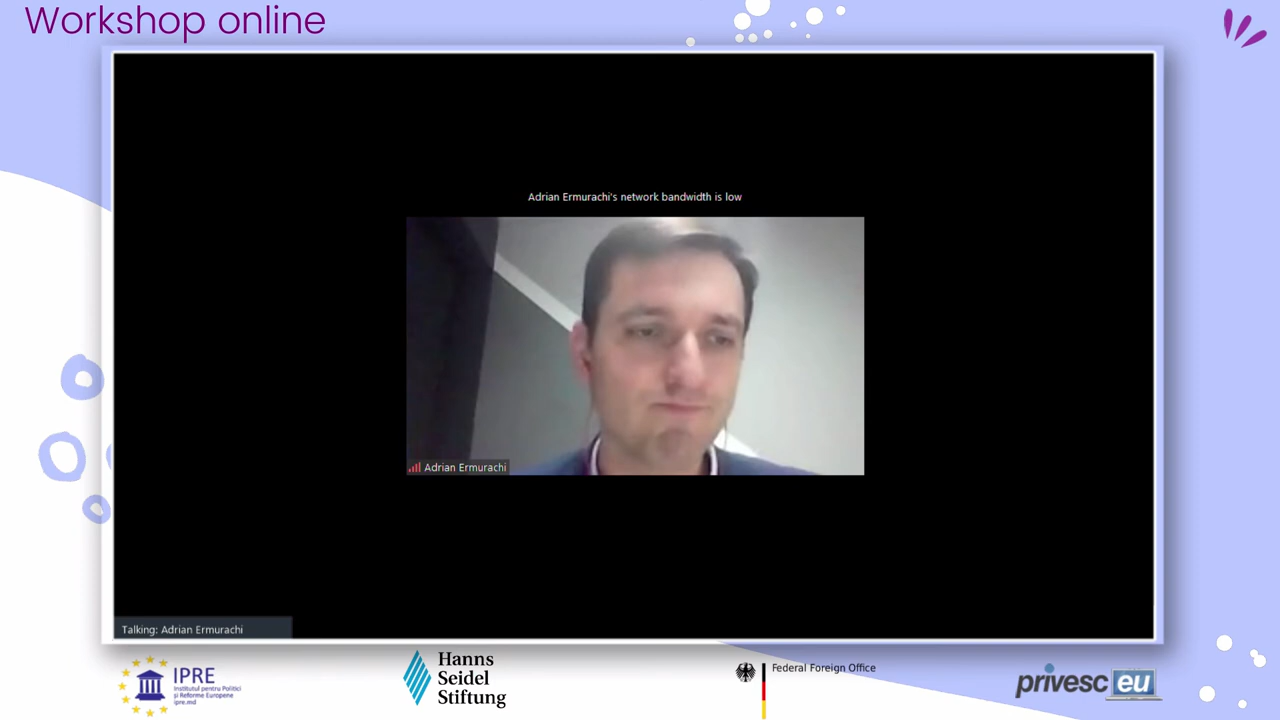 Workshop online
Adrian Ermurachi's network bandwidth is low
Adrian Ermurachi
Talking: Adrian Ermurachi
IPRE
Institutul pentru Politici
și Reforme Europene
ipre.md
Hanns
Seidel
Stiftung
Federal Foreign Office
privesc eu